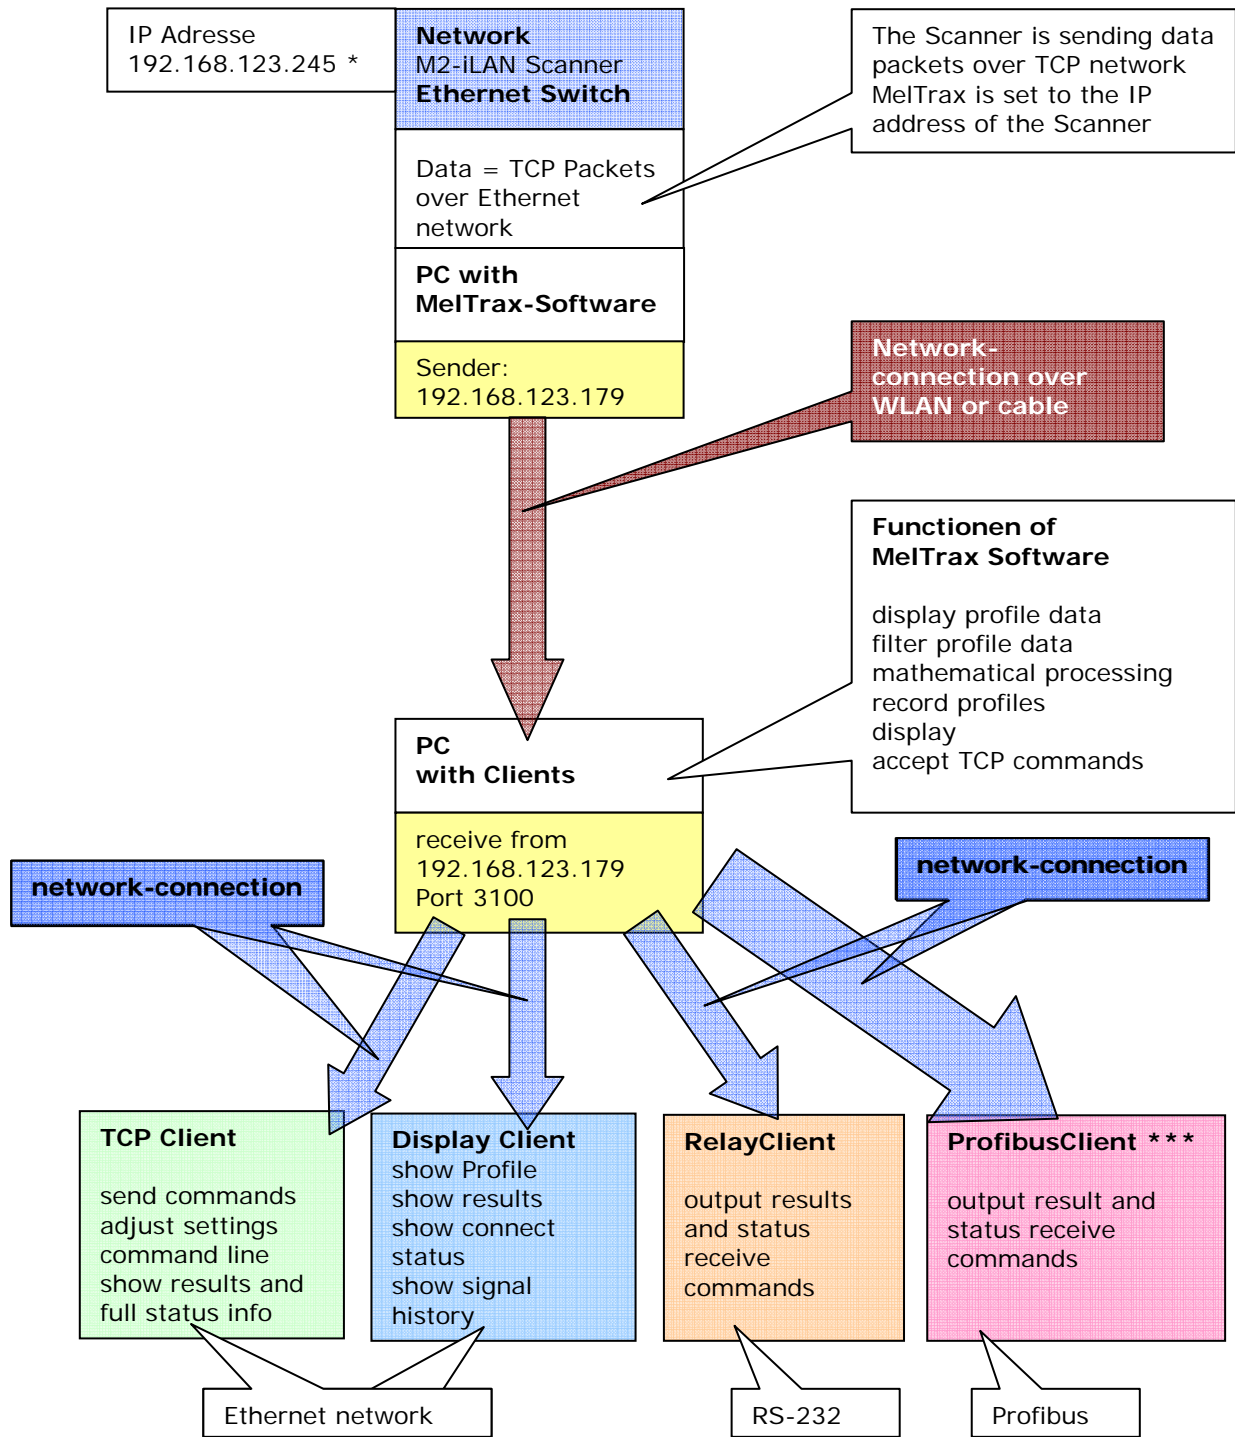 IP Adresse
192.168.123.245 *
Network
M2-iLAN Scanner
Ethernet Switch
The Scanner is sending data
packets over TCP network
MelTrax is set to the IP
address of the Scanner
Data = TCP Packets
over Ethernet
network
PC with
MelTrax-Software
Sender:
192.168.123.179
Network-
connection over
WLAN or cable
Functionen of
MelTrax Software
display profile data
filter profile data
mathematical processing
record profiles
display
accept TCP commands
PC
with Clients
receive from
192.168.123.179
Port 3100
network-connection
network-connection
TCP Client
send commands
adjust settings
command line
show results and
full status info
Display Client
show Profile
show results
show connect
status
show signal
history
RelayClient
output results
and status
receive
commands
ProfibusClient ***
output result and
status receive
commands
Ethernet network
RS-232
Profibus